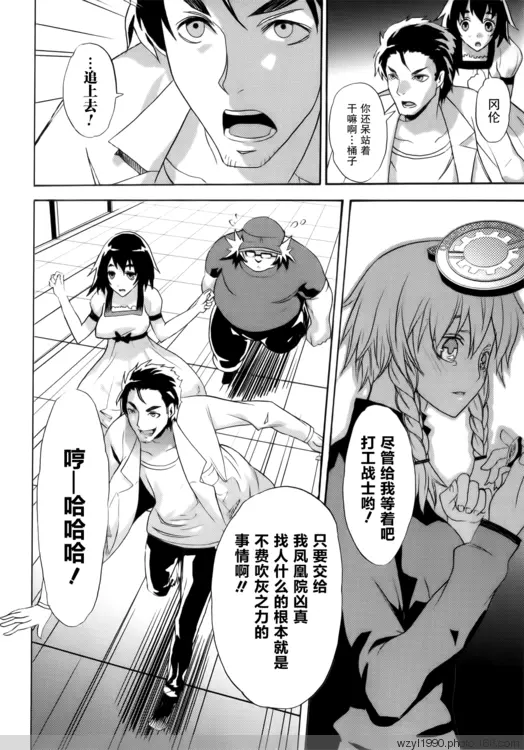 冈伦
你还呆站着
干嘛啊…桶子
…追上去！
尽管给我等着吧
打工战士哟！
只要交给
我凤凰院凶真
找人什么的根本就是
不费吹灰之力的
事情啊!!
哼—哈哈哈！